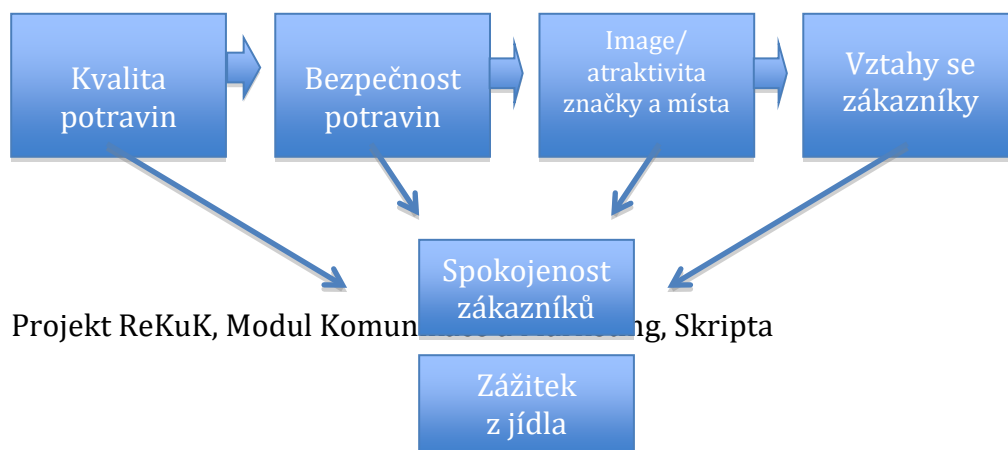 Kvalita
potravin
Bezpečnost
potravin
Image/
atraktivita
značky a místa
Vztahy se
zákazníky
Spokojenost
zákazníků
Projekt ReKuK, Modul Skripta
Zážitek
z jídla